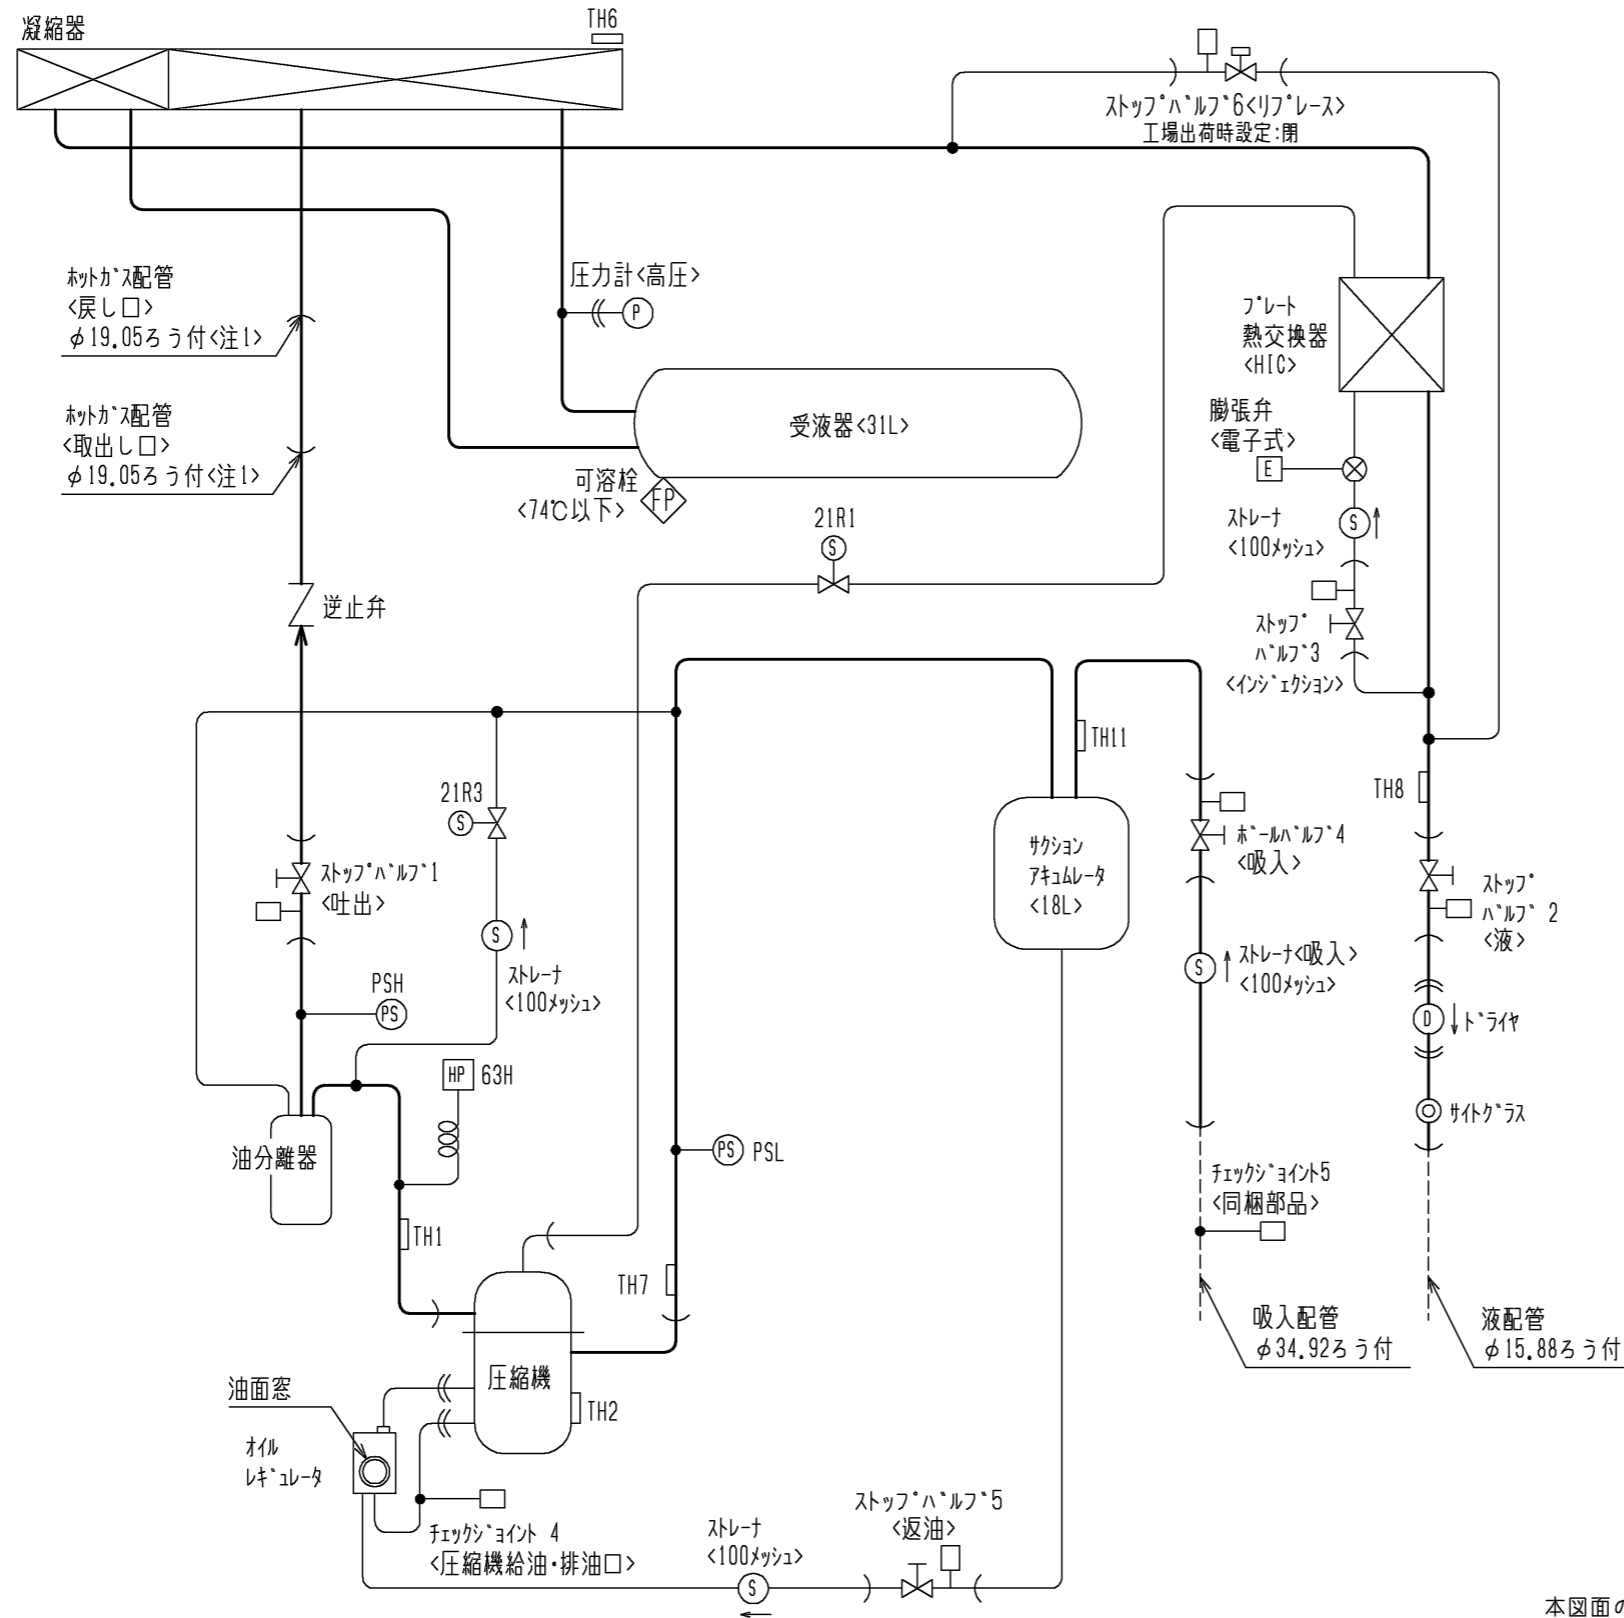 凝縮器
TH6
ストップバルブ6<リプレース>
工場出荷時設定:閉
ホットガス配管
<戻し口>
φ19.05ろう付<注1>
圧力計<高圧>
P
プレート
熱交換器
<HIC>
ホットガス配管
<取出し口>
φ19.05ろう付<注1>
受液器<31L>
膨張弁
<電子式>
E
可溶栓
<74℃以下>
FP
21R1
S
ストレーナ
<100メッシュ>
S
逆止弁
ストップ
バルブ3
<インジェクション>
TH11
21R3
S
TH8
サクション
アキュムレータ
<18L>
ボールバルブ4
<吸入>
ストップバルブ1
<吐出>
ストップ
バルブ 2
<液>
S
ストレーナ
<100メッシュ>
S
ストレーナ<吸入>
<100メッシュ>
PSH
PS
D
ドライヤ
HP
63H
サイトグラス
油分離器
PS
PSL
チェックジョイント5
<同梱部品>
TH1
TH7
吸入配管
φ34.92ろう付
液配管
φ15.88ろう付
圧縮機
油面窓
TH2
オイル
レギュレータ
チェックジョイント 4
<圧縮機給油・排油口>
ストレーナ
<100メッシュ>
S
ストップバルブ5
<返油>
本図面の